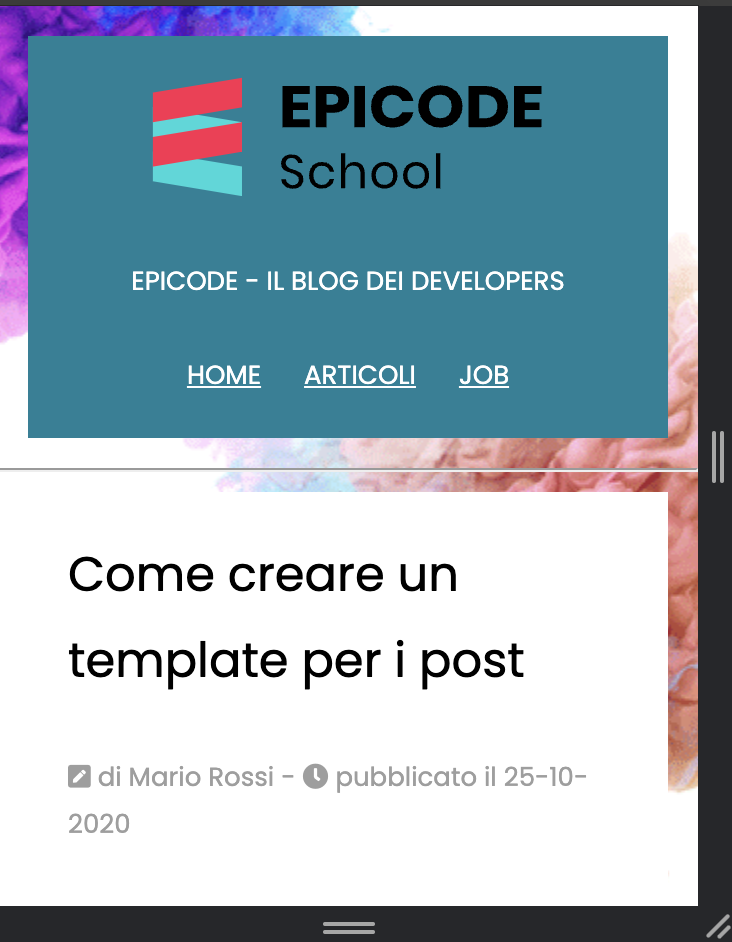 EPICODE
School
EPICODE - IL BLOG DEI DEVELOPERS
HOME ARTICOLI JOB
Come creare un
template per i post
di Mario Rossi - pubblicato il 25-10-
2020